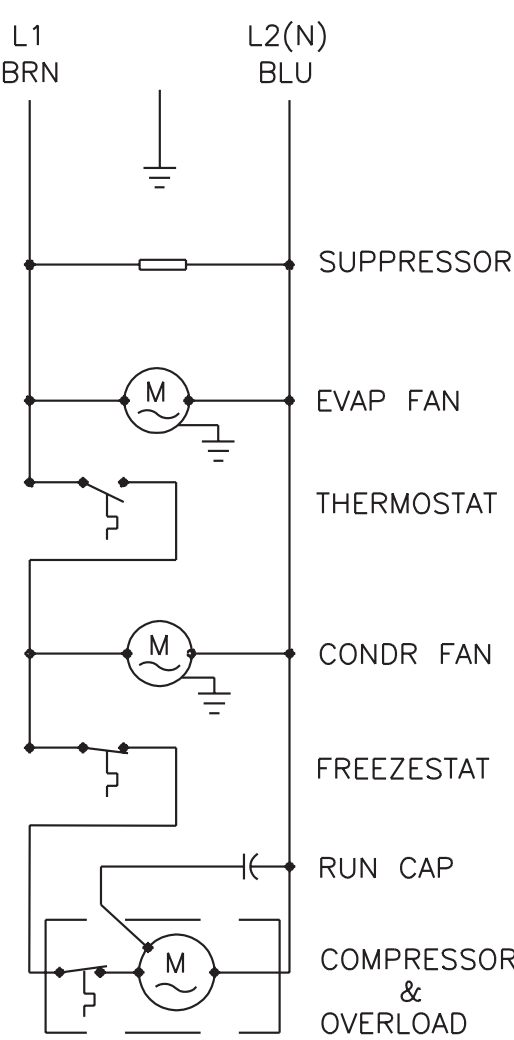 L1 L2(N)
BRN BLU
SUPPRESSOR
M
EVAP FAN
THERMOSTAT
M
CONDR FAN
FREEZESTAT
RUN CAP
M
COMPRESSOR
&
OVERLOAD